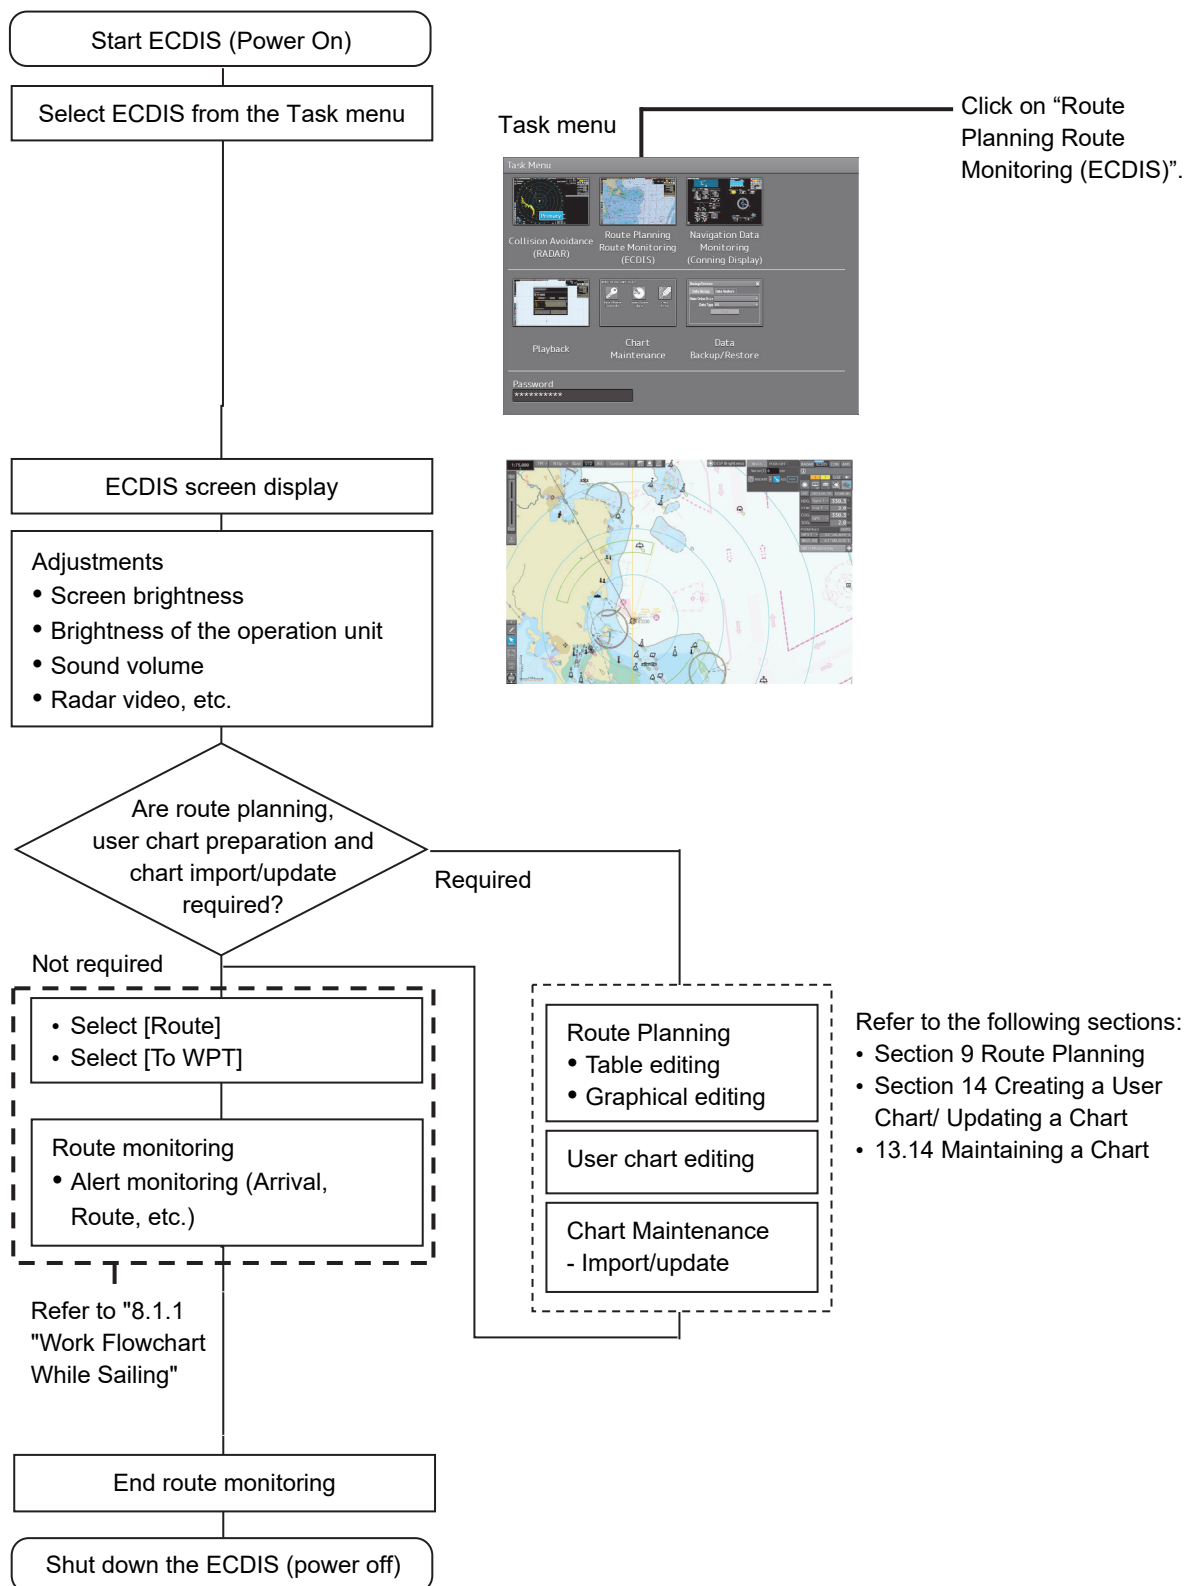 Start ECDIS (Power On)
Select ECDIS from the Task menu
Task menu
Click on “Route
Planning Route
Monitoring (ECDIS)”.
Task Menu
Primary
Collision Avoidance
(RADAR)
Route Planning
Route Monitoring
(ECDIS)
Navigation Data
Monitoring
(Conning Display)
Playback
Chart
Maintenance
Data
Backup/Restore
Password
**********
ECDIS screen display
1:75,000
Adjustments
• Screen brightness
• Brightness of the operation unit
• Sound volume
• Radar video, etc.
Are route planning,
user chart preparation and
chart import/update
required?
Required
Not required
• Select [Route]
• Select [To WPT]
Route monitoring
• Alert monitoring (Arrival,
Route, etc.)
Refer to "8.1.1
"Work Flowchart
While Sailing"
Route Planning
• Table editing
• Graphical editing
User chart editing
Chart Maintenance
- Import/update
Refer to the following sections:
• Section 9 Route Planning
• Section 14 Creating a User
Chart/ Updating a Chart
• 13.14 Maintaining a Chart
End route monitoring
Shut down the ECDIS (power off)